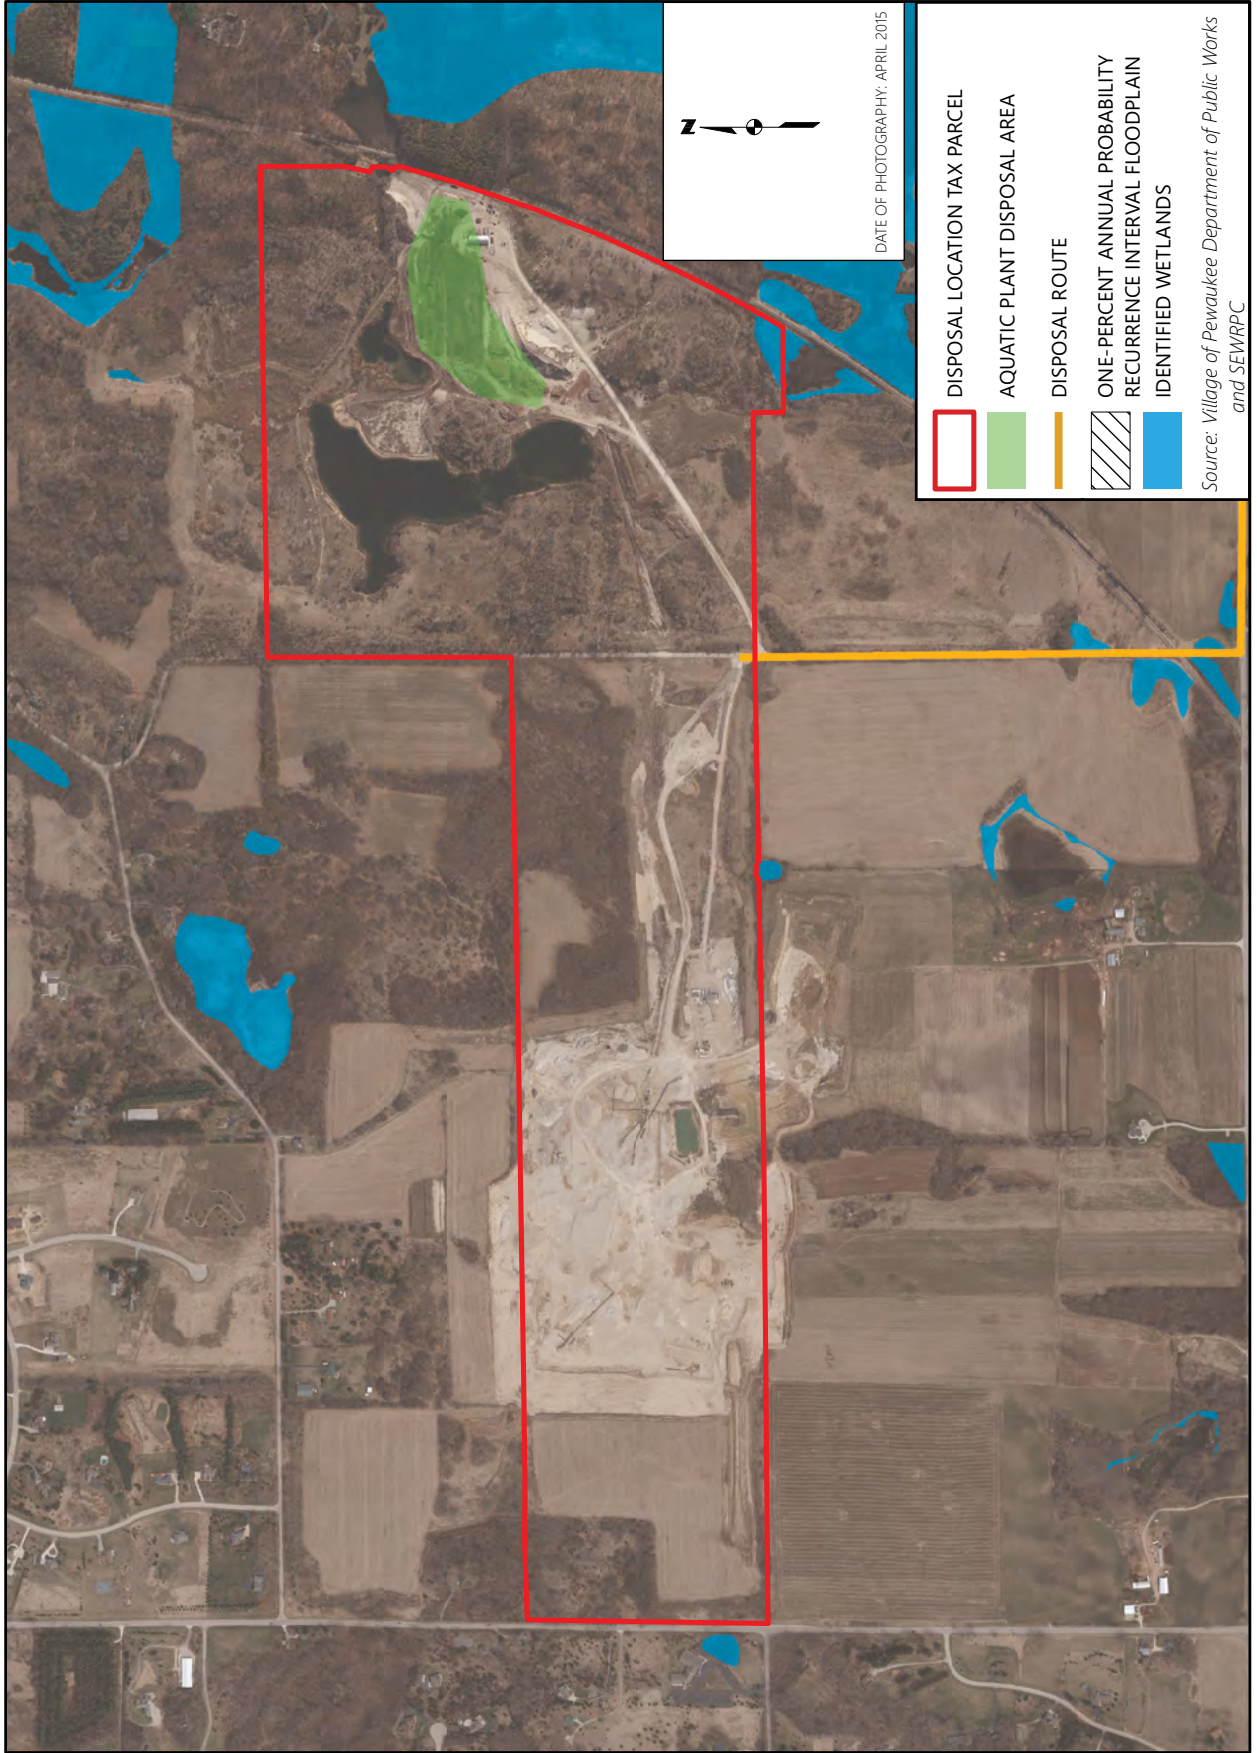 N
DATE OF PHOTOGRAPHY: APRIL 2015
DISPOSAL LOCATION TAX PARCEL
AQUATIC PLANT DISPOSAL AREA
DISPOSAL ROUTE
ONE-PERCENT ANNUAL PROBABILITY
RECURRENCE INTERVAL FLOODPLAIN
IDENTIFIED WETLANDS
Source: Village of Pewaukee Department of Public Works
and SEWRPC